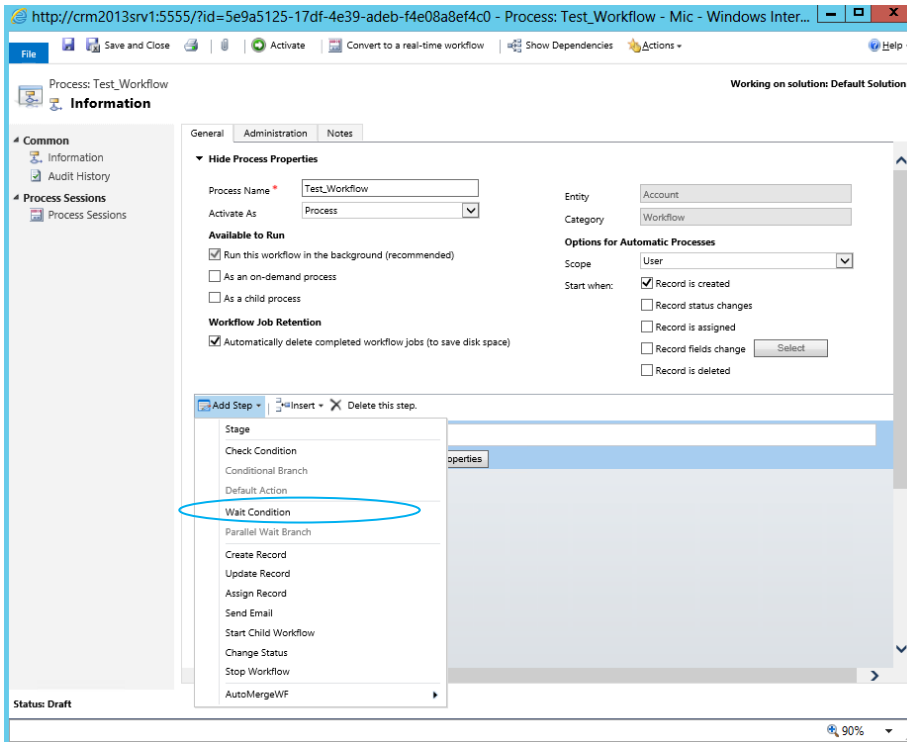 http://crm2013srv1:5555/?id=5e9a5125-17df-4e39-adeb-f4e08a8ef4c0 - Process: Test_Workflow - Mic - Windows Inter...
File
Save and Close
Activate
Convert to a real-time workflow
Show Dependencies
Actions
Help
Process: Test_Workflow
Information
Working on solution: Default Solution
Common
Information
Audit History
Process Sessions
Process Sessions
General
Administration
Notes
Hide Process Properties
Process Name *
Test_Workflow
Activate As
Process
Available to Run
Run this workflow in the background (recommended)
As an on-demand process
As a child process
Workflow Job Retention
Automatically delete completed workflow jobs (to save disk space)
Entity
Account
Category
Workflow
Options for Automatic Processes
Scope
User
Start when:
Record is created
Record status changes
Record is assigned
Record fields change
Select
Record is deleted
Add Step
Insert
Delete this step.
Stage
Check Condition
Conditional Branch
Default Action
Wait Condition
Parallel Wait Branch
Create Record
Update Record
Assign Record
Send Email
Start Child Workflow
Change Status
Stop Workflow
AutoMergeWF
operties
Status: Draft
90%